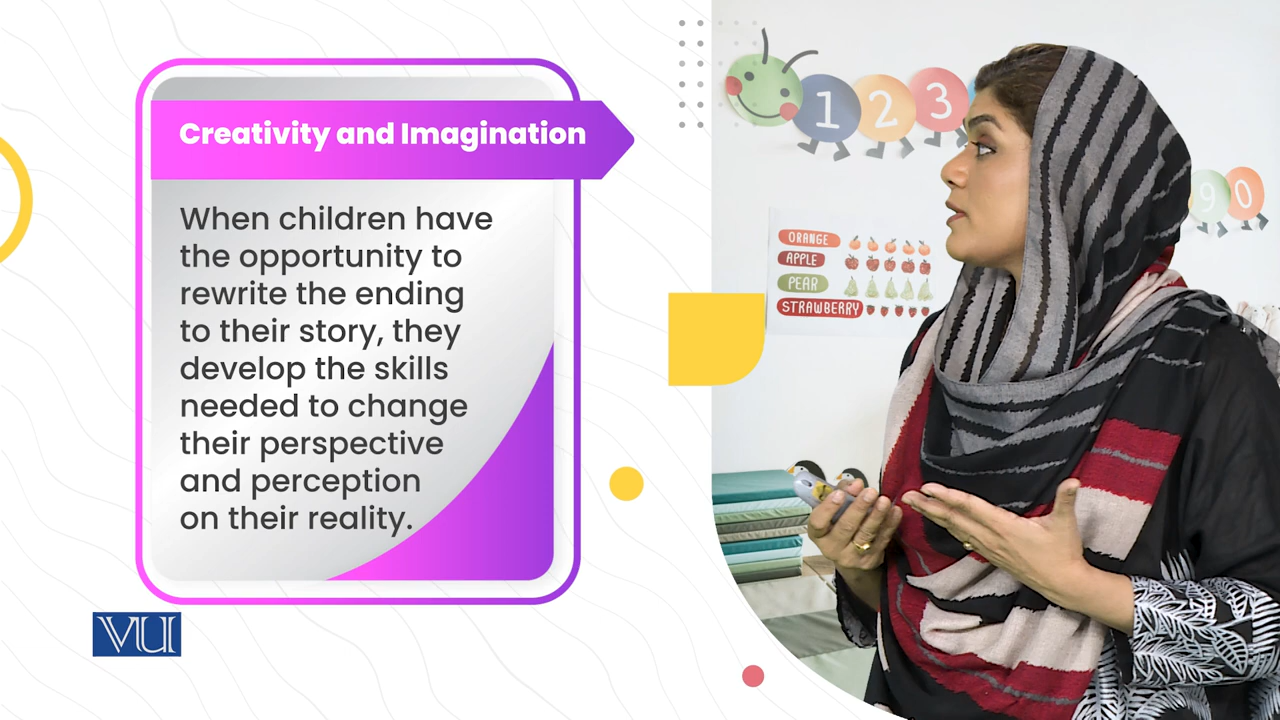 Creativity and Imagination
When children have
the opportunity to
rewrite the ending
to their story, they
develop the skills
needed to change
their perspective
and perception
on their reality.
VU
1 2 3
9 0
ORANGE
APPLE
PEAR
STRAWBERRY